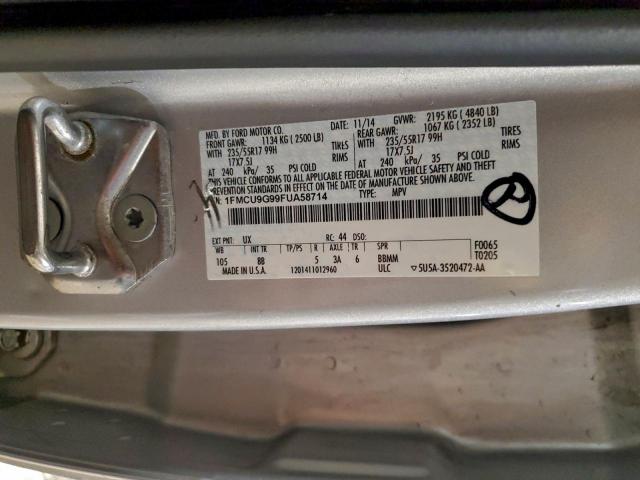 MFD. BY FORD MOTOR CO.
DATE: 11/14 GVWR: 2195 KG ( 4840 LB)
FRONT GAWR: 1134 KG ( 2500 LB) REAR GAWR: 1067 KG ( 2352 LB)
WITH 235/55R17 99H TIRES WITH 235/55R17 99H TIRES
17X7.5J RIMS 17X7.5J RIMS
AT 240 kPa/ 35 PSI COLD AT 240 kPa/ 35 PSI COLD
THIS VEHICLE CONFORMS TO ALL APPLICABLE FEDERAL MOTOR VEHICLE SAFETY AND THEFT
PREVENTION STANDARDS IN EFFECT ON THE DATE OF MANUFACTURE SHOWN ABOVE.
VIN: 1FMCU9G99FUA58714 TYPE: MPV
R
EXT PNT: UX RC: 44 DSO: F0065
WB INT TR TP/PS R AXLE TR SPR T0205
105 8B 5 3A 6 BBMM
MADE IN U.S.A. 1201411012960 ULC ▽5U5A-3520472-AA